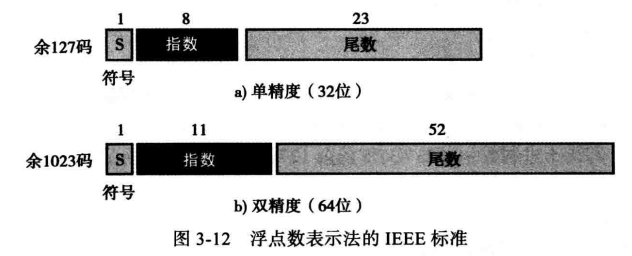 1 8 23
余127码 S 指数 尾数
符号
a) 单精度（32位）
1 11 52
余1023码 S 指数 尾数
符号
b) 双精度（64位）
图 3-12 浮点数表示法的 IEEE 标准